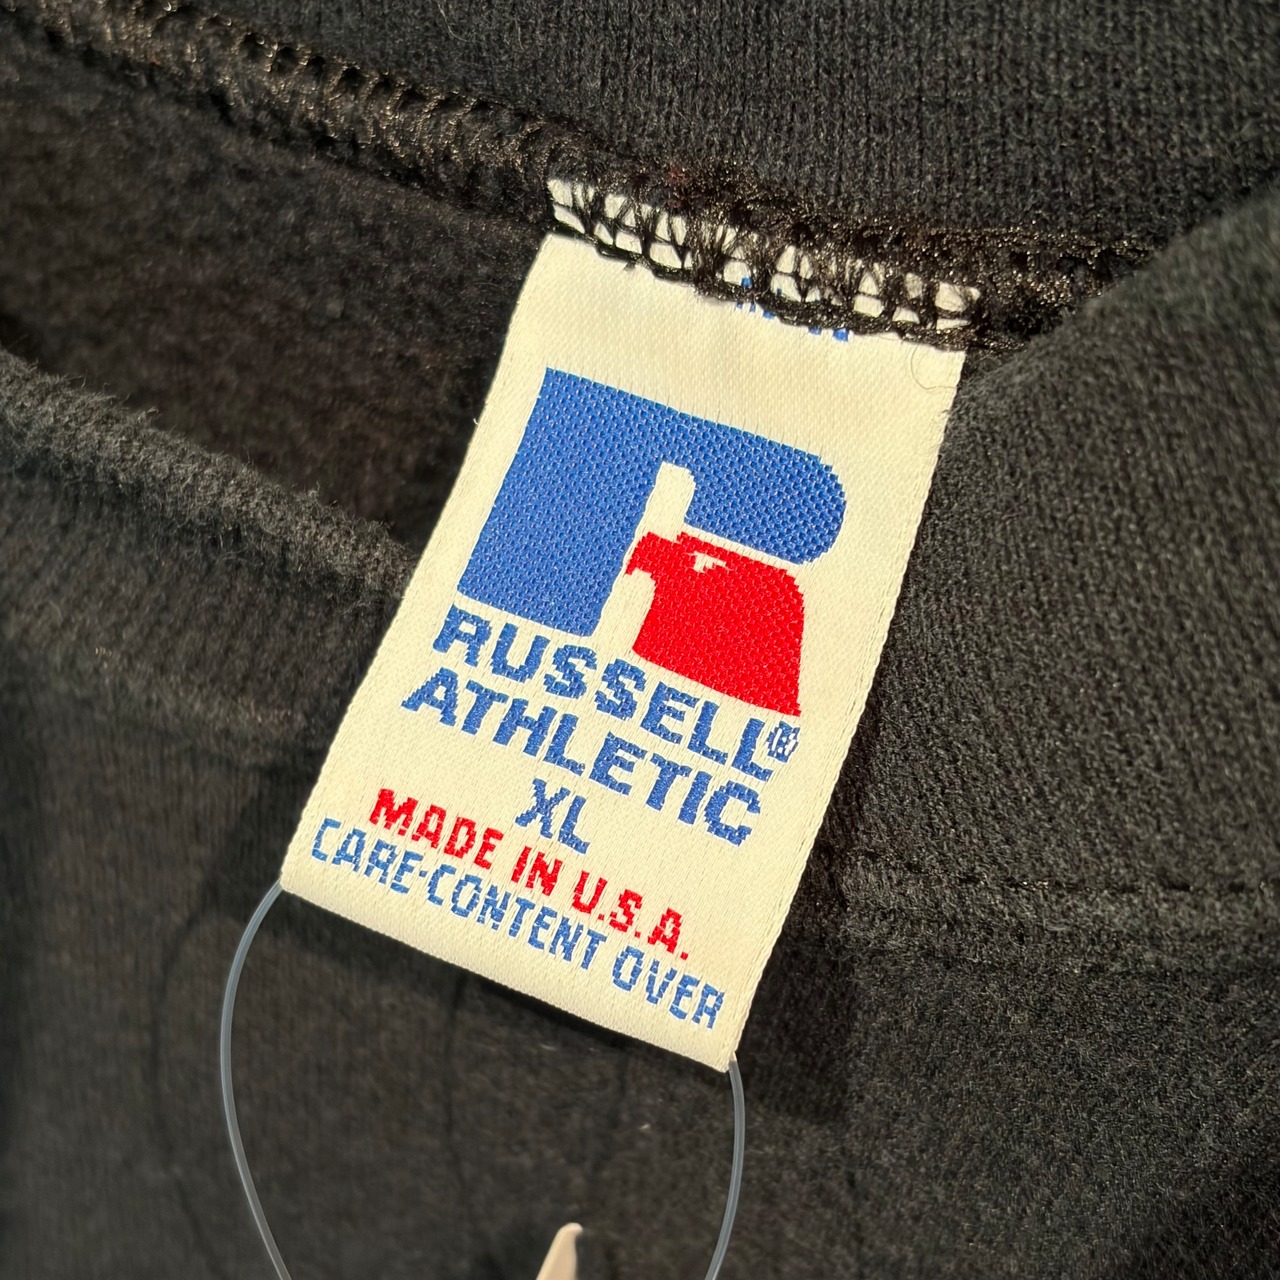 RUSSELL®
ATHLETIC
XL
MADE IN U.S.A.
CARE·CONTENT OVER